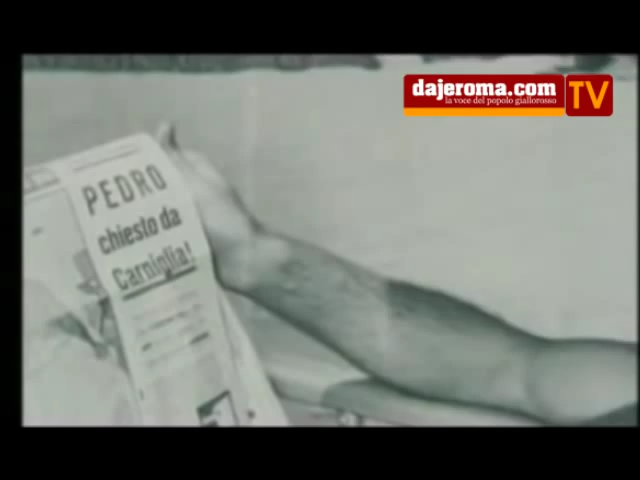 dajeroma.com
la voce del popolo giallorosso
TV
PEDRO
chiesto da
Carniglia!